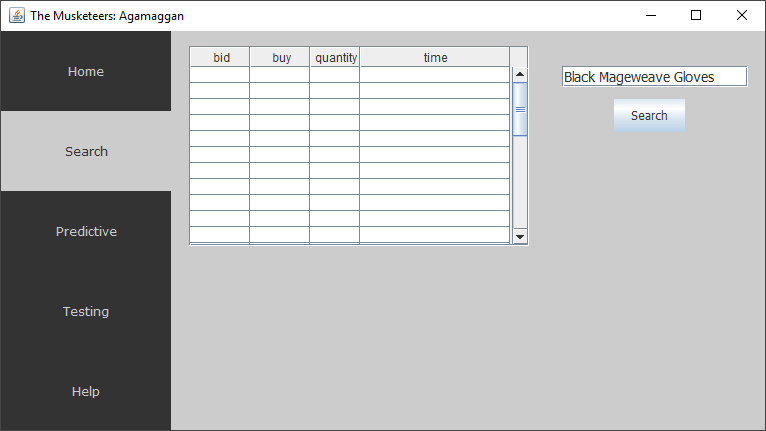 The Musketeers: Agamaggan
Home
Search
Predictive
Testing
Help
bid buy quantity time
Black Mageweave Gloves
Search